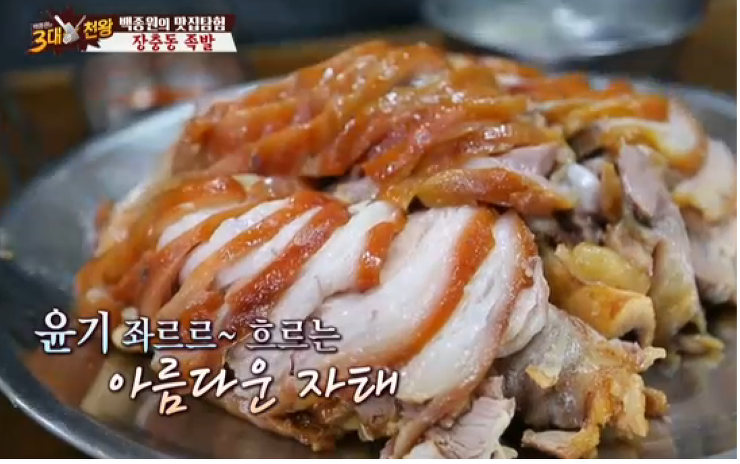 3대천왕
백종원의 맛집탐험
장충동 족발
윤기 좌르르~ 흐르는
아름다운 자태